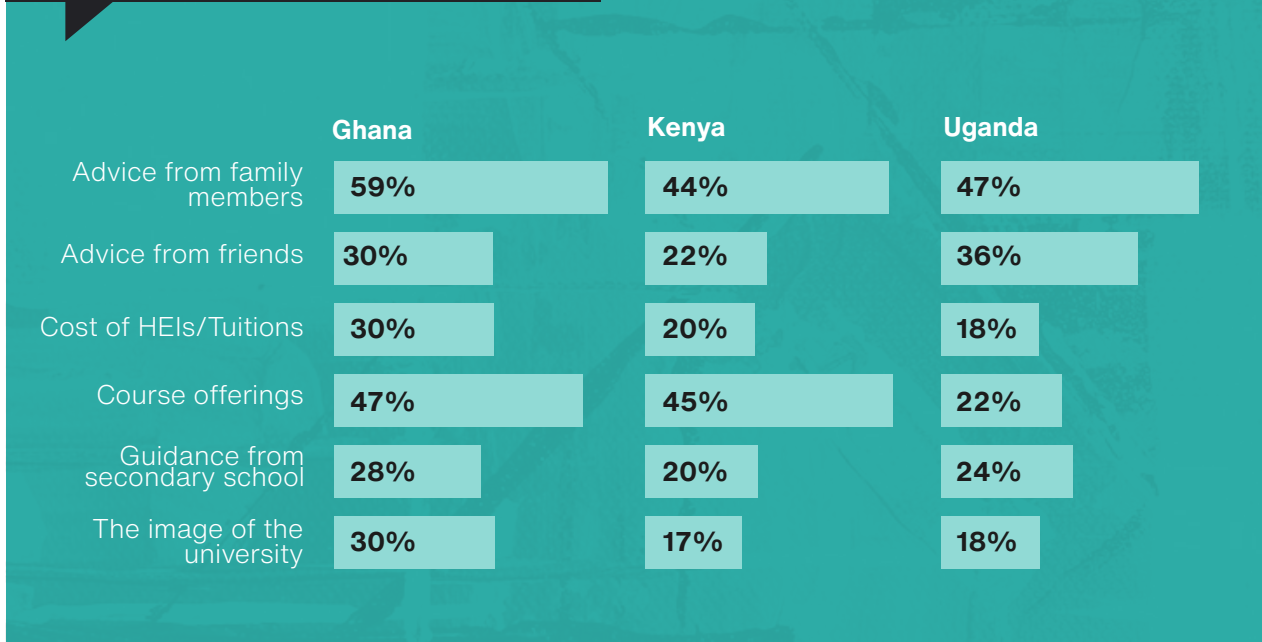 Ghana Kenya Uganda
Advice from family
members
59% 44% 47%
Advice from friends 30% 22% 36%
Cost of HEIs/Tuitions 30% 20% 18%
Course offerings 47% 45% 22%
Guidance from
secondary school
28% 20% 24%
The image of the
university
30% 17% 18%